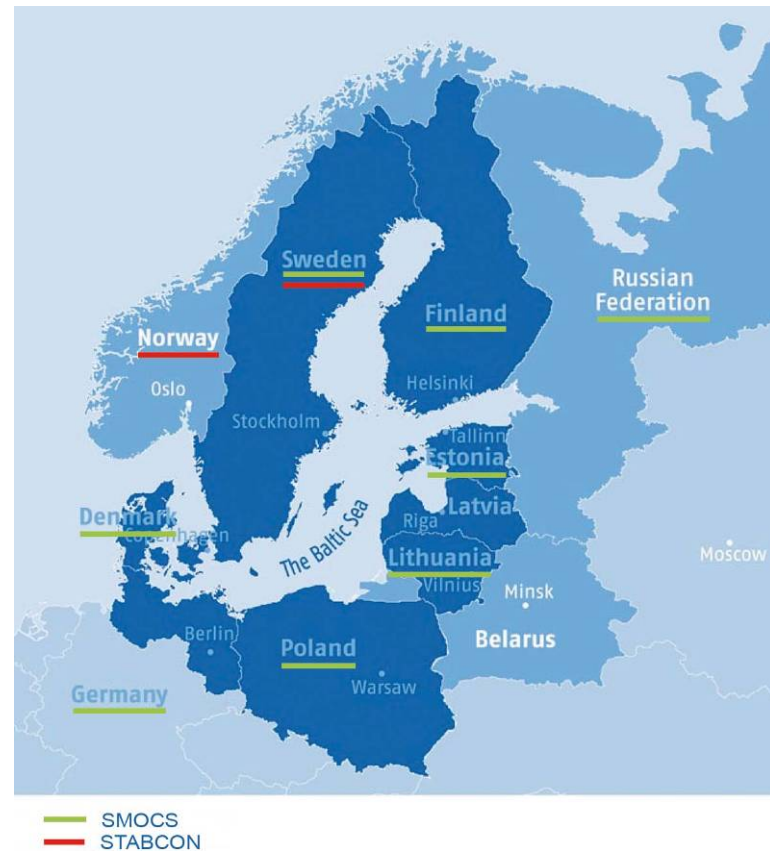 Sweden
Russian
Federation
Finland
Norway
Oslo
Helsinki
Stockholm
Tallinn
Estonia
Latvia
Denmark
Copenhagen
Riga
The Baltic Sea
Lithuania
Moscow
Vilnius
Minsk
Berlin
Poland
Belarus
Warsaw
Germany
SMOCS
STABCON